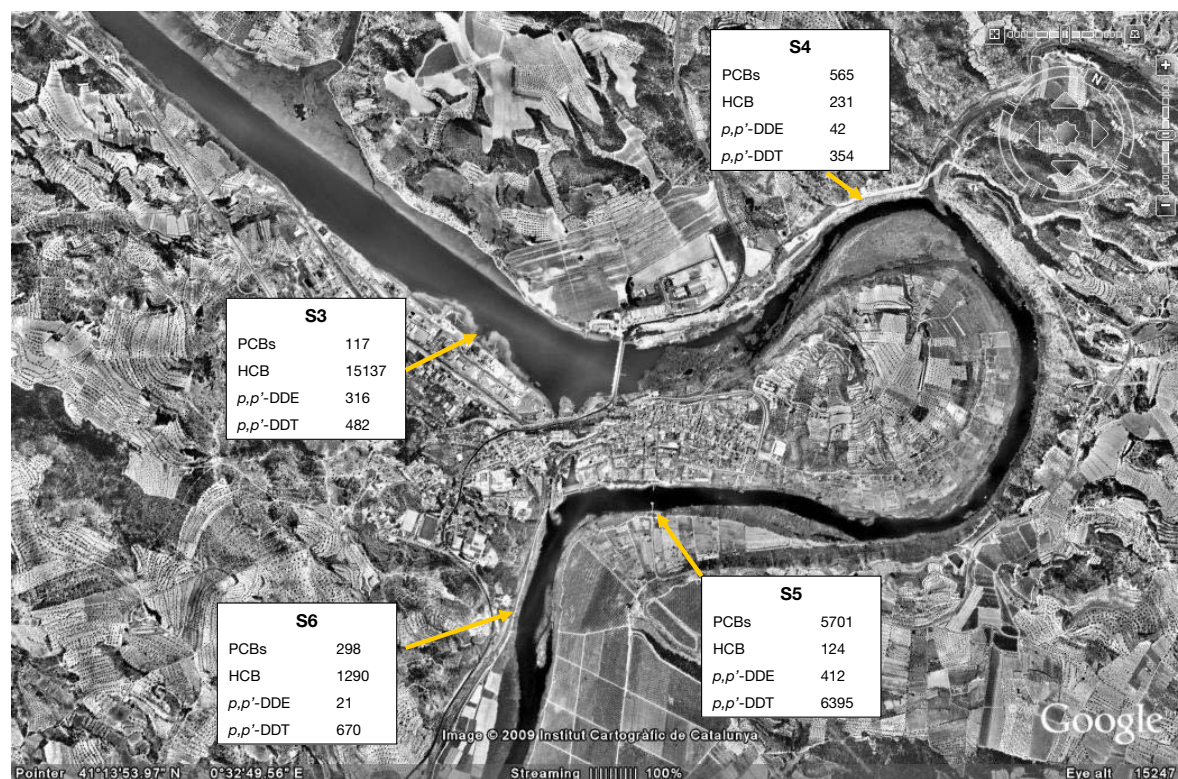 S4
PCBs 565
HCB 231
p,p’-DDE 42
p,p’-DDT 354
N
S3
PCBs 117
HCB 15137
p,p’-DDE 316
p,p’-DDT 482
S5
PCBs 5701
HCB 124
p,p’-DDE 412
p,p’-DDT 6395
S6
PCBs 298
HCB 1290
p,p’-DDE 21
p,p’-DDT 670
Google
Image © 2009 Institut Cartogràfic de Catalunya
Pointer 41°13'53.97" N 0°32'49.56" E Streaming ||||||||| 100% Eye alt 15247